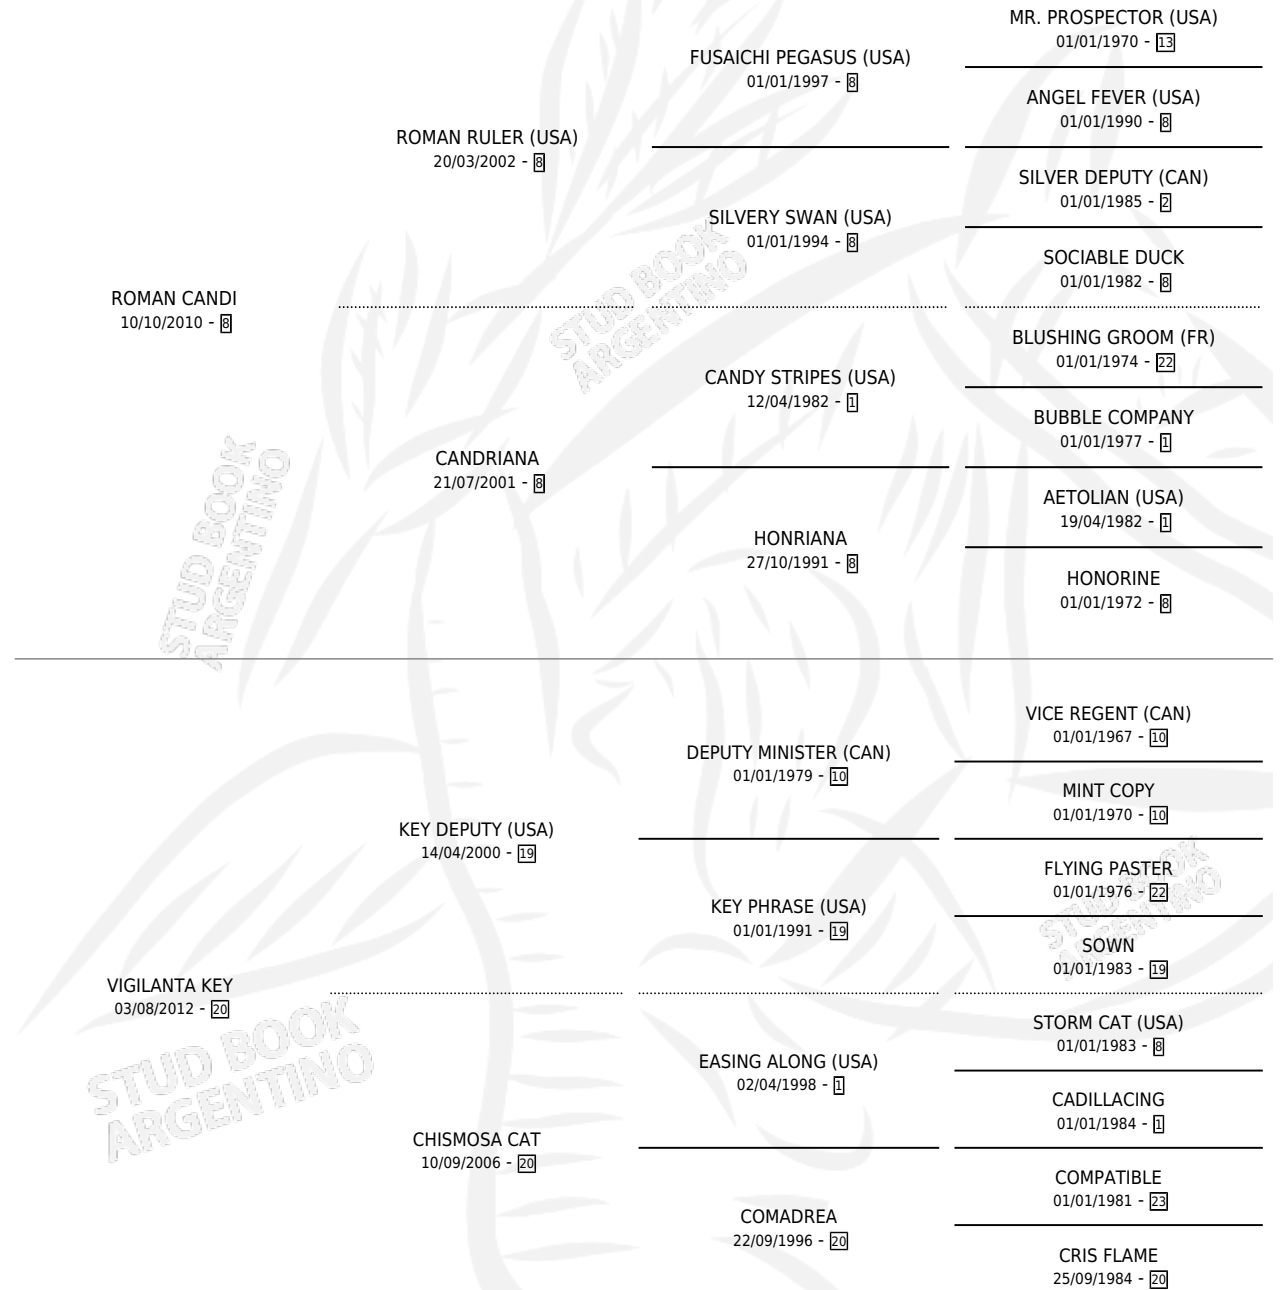 MR. PROSPECTOR (USA)
01/01/1970 - 13
FUSAICHI PEGASUS (USA)
01/01/1997 - 8
ANGEL FEVER (USA)
01/01/1990 - 8
ROMAN RULER (USA)
20/03/2002 - 8
SILVER DEPUTY (CAN)
01/01/1985 - 2
SILVERY SWAN (USA)
01/01/1994 - 8
SOCIABLE DUCK
01/01/1982 - 8
STUD BOOK
ARGENTINO
ROMAN CANDI
10/10/2010 - 8
BLUSHING GROOM (FR)
01/01/1974 - 22
CANDY STRIPES (USA)
12/04/1982 - 1
BUBBLE COMPANY
01/01/1977 - 1
CANDRIANA
21/07/2001 - 8
AETOLIAN (USA)
19/04/1982 - 1
HONRIANA
27/10/1991 - 8
HONORINE
01/01/1972 - 8
STUD BOOK
ARGENTINO
VICE REGENT (CAN)
01/01/1967 - 10
DEPUTY MINISTER (CAN)
01/01/1979 - 10
MINT COPY
01/01/1970 - 10
KEY DEPUTY (USA)
14/04/2000 - 19
FLYING PASTER
01/01/1976 - 22
KEY PHRASE (USA)
01/01/1991 - 19
SOWN
01/01/1983 - 19
STUD BOOK
ARGENTINO
VIGILANTA KEY
03/08/2012 - 20
STORM CAT (USA)
01/01/1983 - 8
EASING ALONG (USA)
02/04/1998 - 1
CADILLACING
01/01/1984 - 1
STUD BOOK
ARGENTINO
CHISMOSA CAT
10/09/2006 - 20
COMPATIBLE
01/01/1981 - 23
COMADREA
22/09/1996 - 20
CRIS FLAME
25/09/1984 - 20